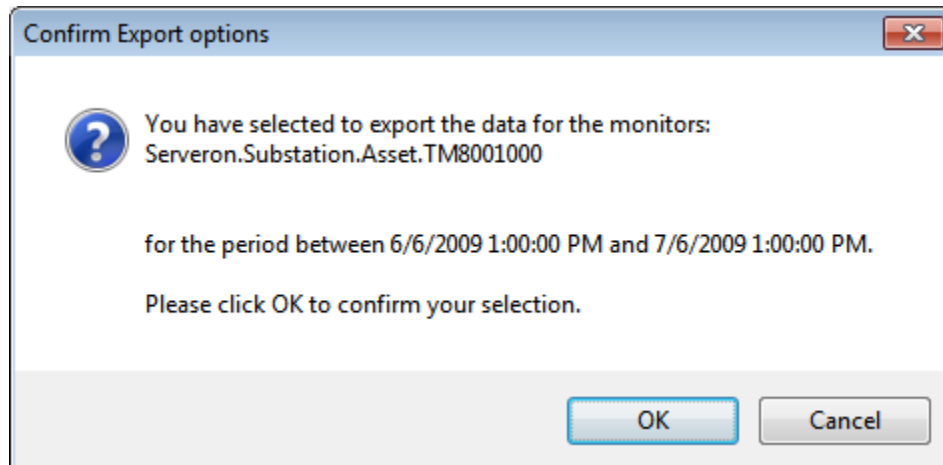 Confirm Export options
You have selected to export the data for the monitors:
Serveron.Substation.Asset.TM8001000
for the period between 6/6/2009 1:00:00 PM and 7/6/2009 1:00:00 PM.
Please click OK to confirm your selection.
OK
Cancel